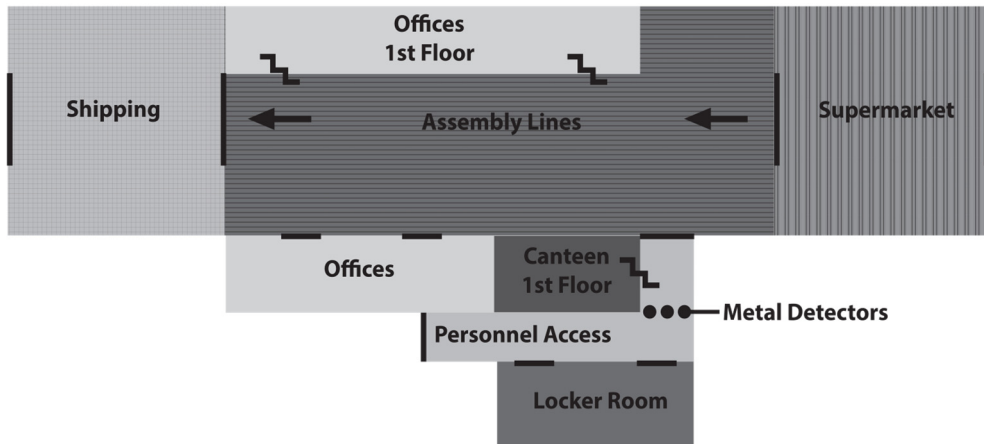 Offices
1st Floor
Shipping
Assembly Lines
Supermarket
Offices
Canteen
1st Floor
Metal Detectors
Personnel Access
Locker Room